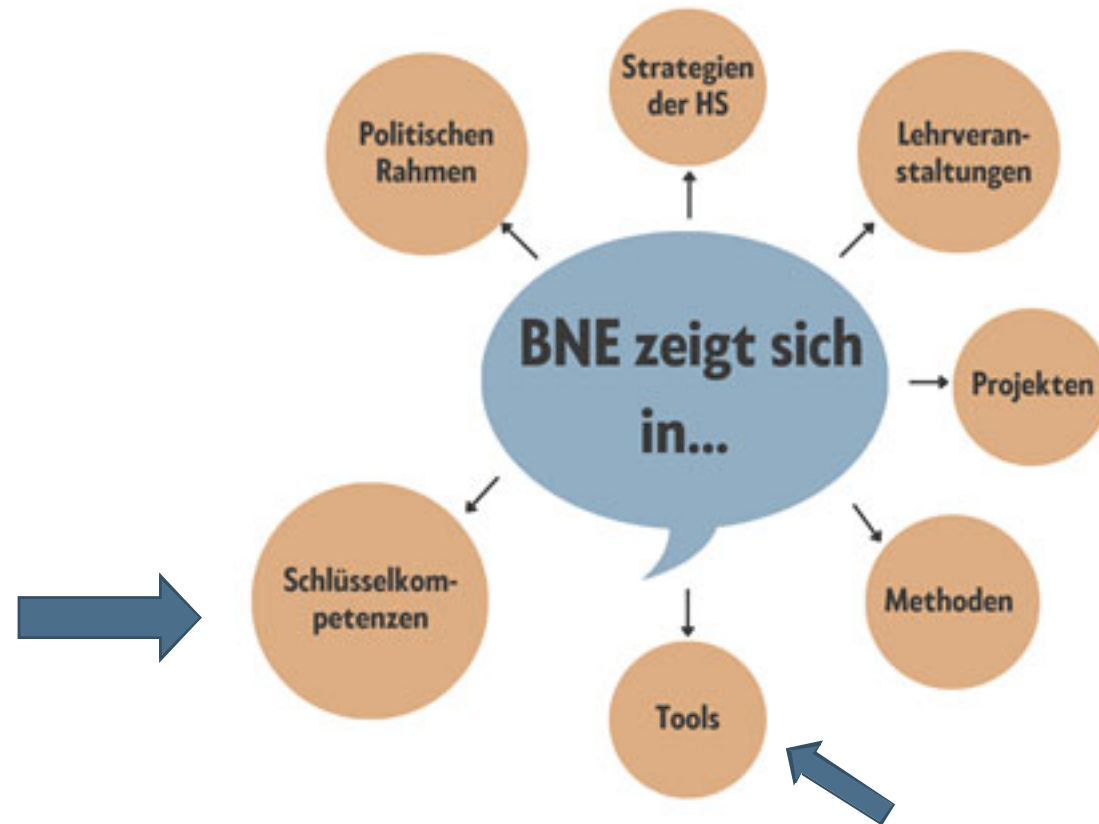 Strategien
der HS
Politischen
Rahmen
Lehrveran-
staltungen
BNE zeigt sich
in...
Projekten
Schlüsselkom-
petenzen
Methoden
Tools